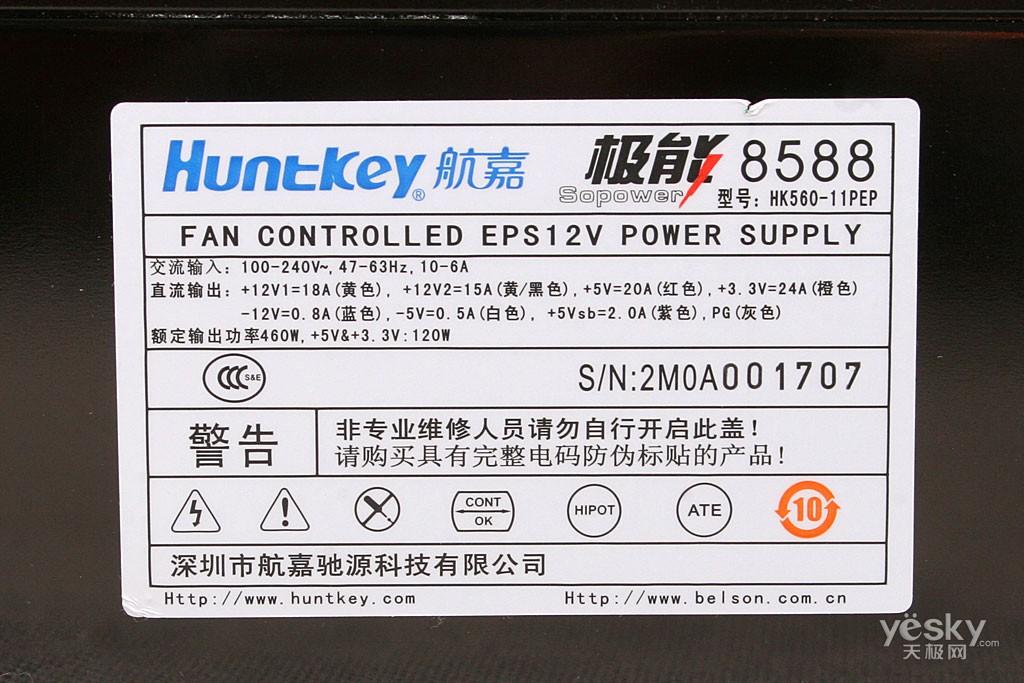 Huntkey® 航嘉 极能 8588
Sopower 型号: HK560-11PEP
FAN CONTROLLED EPS12V POWER SUPPLY
交流输入: 100-240V~, 47-63Hz, 10-6A
直流输出: +12V1=18A(黄色), +12V2=15A(黄/黑色), +5V=20A(红色), +3.3V=24A(橙色)
-12V=0.8A(蓝色), -5V=0.5A(白色), +5Vsb=2.0A(紫色), PG(灰色)
额定输出功率460W, +5V&+3.3V:120W
CCC S&E S/N:2M0A001707
警告
非专业维修人员请勿自行开启此盖!
请购买具有完整电码防伪标贴的产品!
CONT
OK
HIPOT
ATE
10
深圳市航嘉驰源科技有限公司
Http://www.huntkey.com Http://www.belson.com.cn
yësky.com
天极网